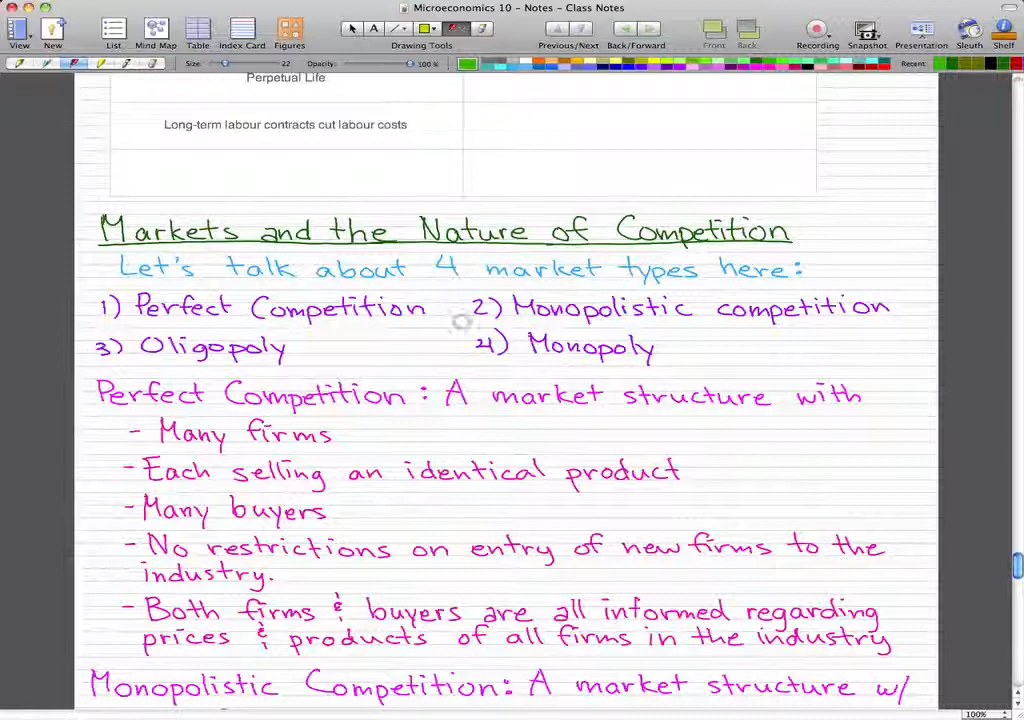 Microeconomics 10 - Notes - Class Notes
View New List Mind Map Table Index Card Figures Drawing Tools Previous/Next Back/Forward Front Back Recording Snapshot Presentation Sleuth Shelf
Size: 22 Opacity: 100 % Recent:
Perpetual Life
Long-term labour contracts cut labour costs
Markets and the Nature of Competition
Let's talk about 4 market types here:
1) Perfect Competition 2) Monopolistic competition
3) Oligopoly 4) Monopoly
Perfect Competition: A market structure with
- Many firms
- Each selling an identical product
- Many buyers
- No restrictions on entry of new firms to the
industry.
- Both firms & buyers are all informed regarding
prices & products of all firms in the industry
Monopolistic Competition: A market structure w/
100%